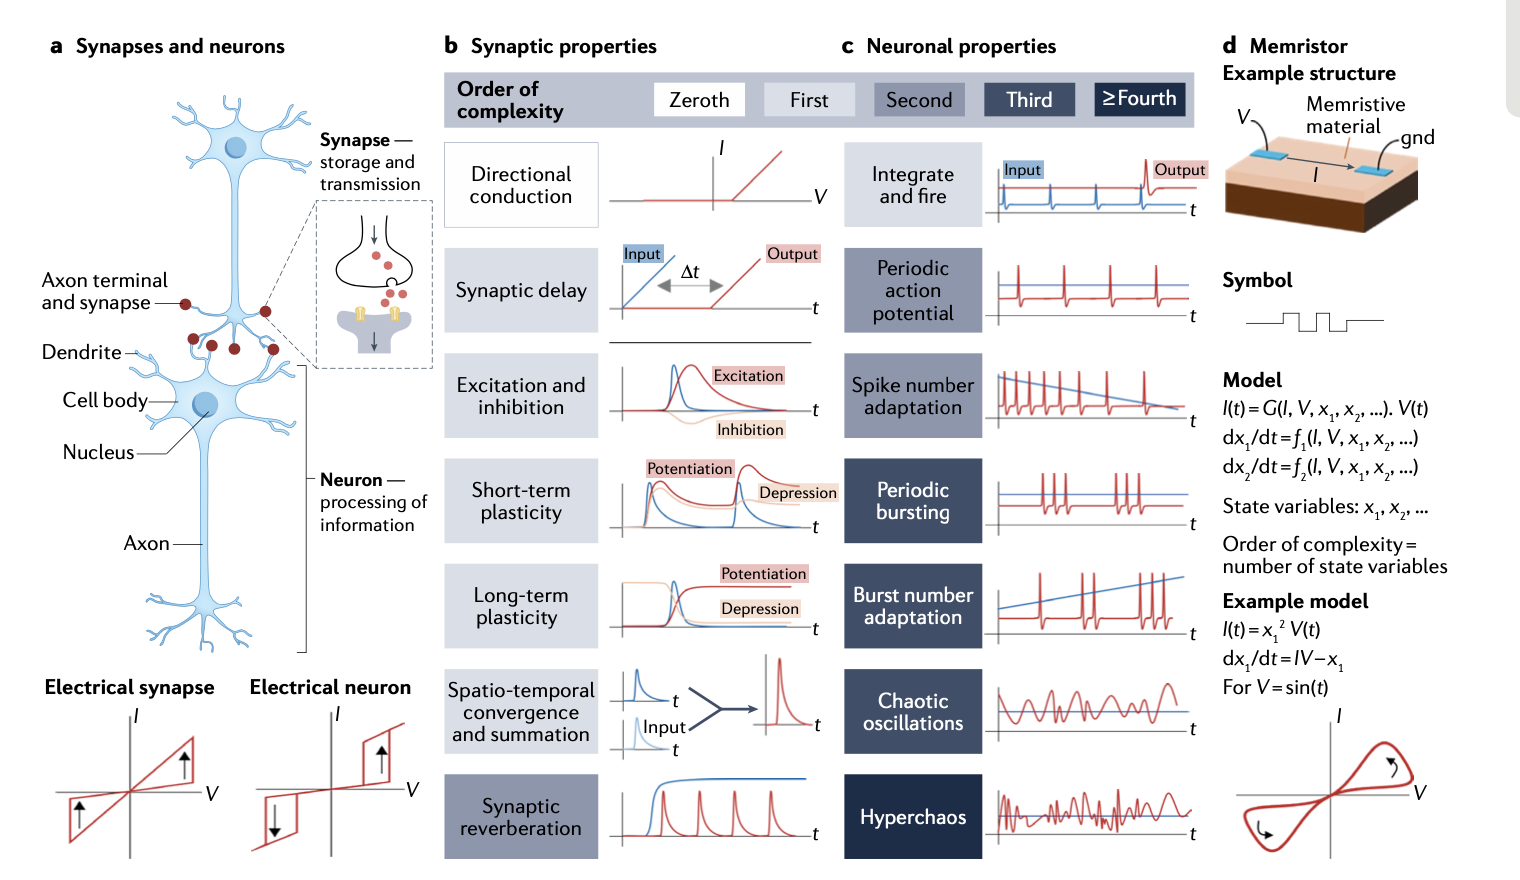 a Synapses and neurons
Synapse —
storage and
transmission
Axon terminal
and synapse
Dendrite
Cell body
Nucleus
Neuron —
processing of
information
Axon
Electrical synapse
I
V
Electrical neuron
I
V
b Synaptic properties
c Neuronal properties
Order of
complexity
Zeroth
First
Second
Third
≥Fourth
Directional
conduction
I
V
Synaptic delay
Input
Δt
Output
t
Excitation and
inhibition
Excitation
Inhibition
t
Short-term
plasticity
Potentiation
Depression
t
Long-term
plasticity
Potentiation
Depression
t
Spatio-temporal
convergence
and summation
t
Input
t
t
Synaptic
reverberation
t
Integrate
and fire
Input
Output
t
Periodic
action
potential
t
Spike number
adaptation
t
Periodic
bursting
t
Burst number
adaptation
t
Chaotic
oscillations
t
Hyperchaos
t
d Memristor
Example structure
V
Memristive
material
gnd
I
Symbol
Model
I(t) = G(I, V, x₁, x₂, ...). V(t)
dx₁/dt = f₁(I, V, x₁, x₂, ...)
dx₂/dt = f₂(I, V, x₁, x₂, ...)
State variables: x₁, x₂, ...
Order of complexity =
number of state variables
Example model
I(t) = x₁² V(t)
dx₁/dt = IV − x₁
For V = sin(t)
I
V